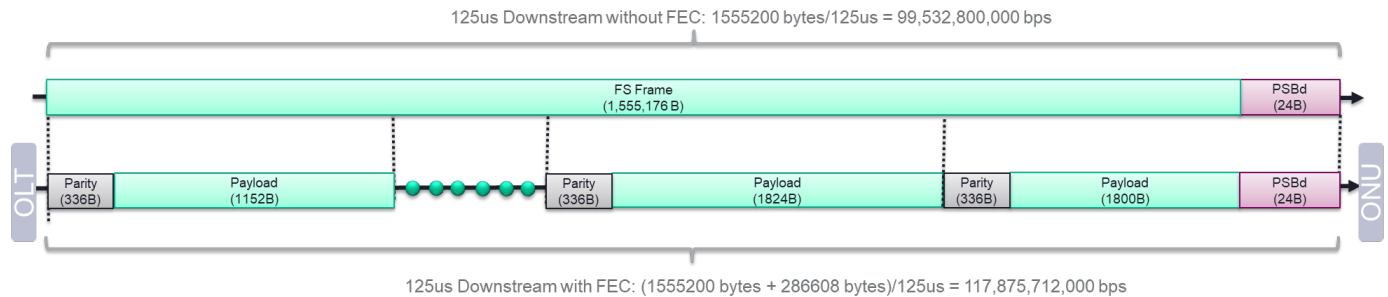 125us Downstream without FEC: 1555200 bytes/125us = 99,532,800,000 bps
FS Frame
(1,555,176 B)
PSBd
(24B)
OLT
Parity
(336B)
Payload
(1152B)
Parity
(336B)
Payload
(1824B)
Parity
(336B)
Payload
(1800B)
PSBd
(24B)
ONU
125us Downstream with FEC: (1555200 bytes + 286608 bytes)/125us = 117,875,712,000 bps